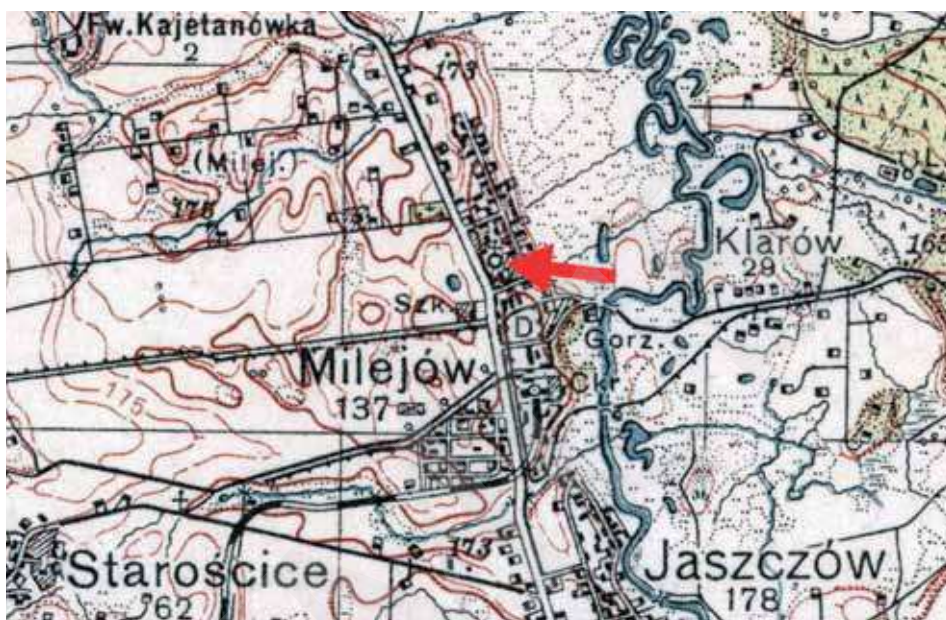 Fw. Kajetanówka
2
173
(Milej.)
178
Klarów
29
16
Szk.
D
Gorz.
Milejów
137
Ckr.
175
173
Starościce
62
Jaszczów
178